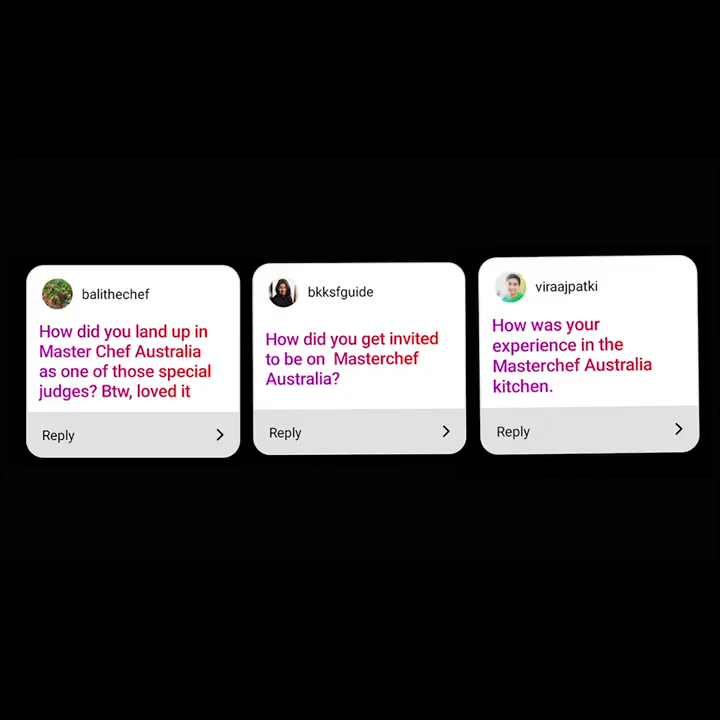 balithechef
How did you land up in
Master Chef Australia
as one of those special
judges? Btw, loved it
Reply
bkksfguide
How did you get invited
to be on  Masterchef
Australia?
Reply
viraajpatki
How was your
experience in the
Masterchef Australia
kitchen.
Reply